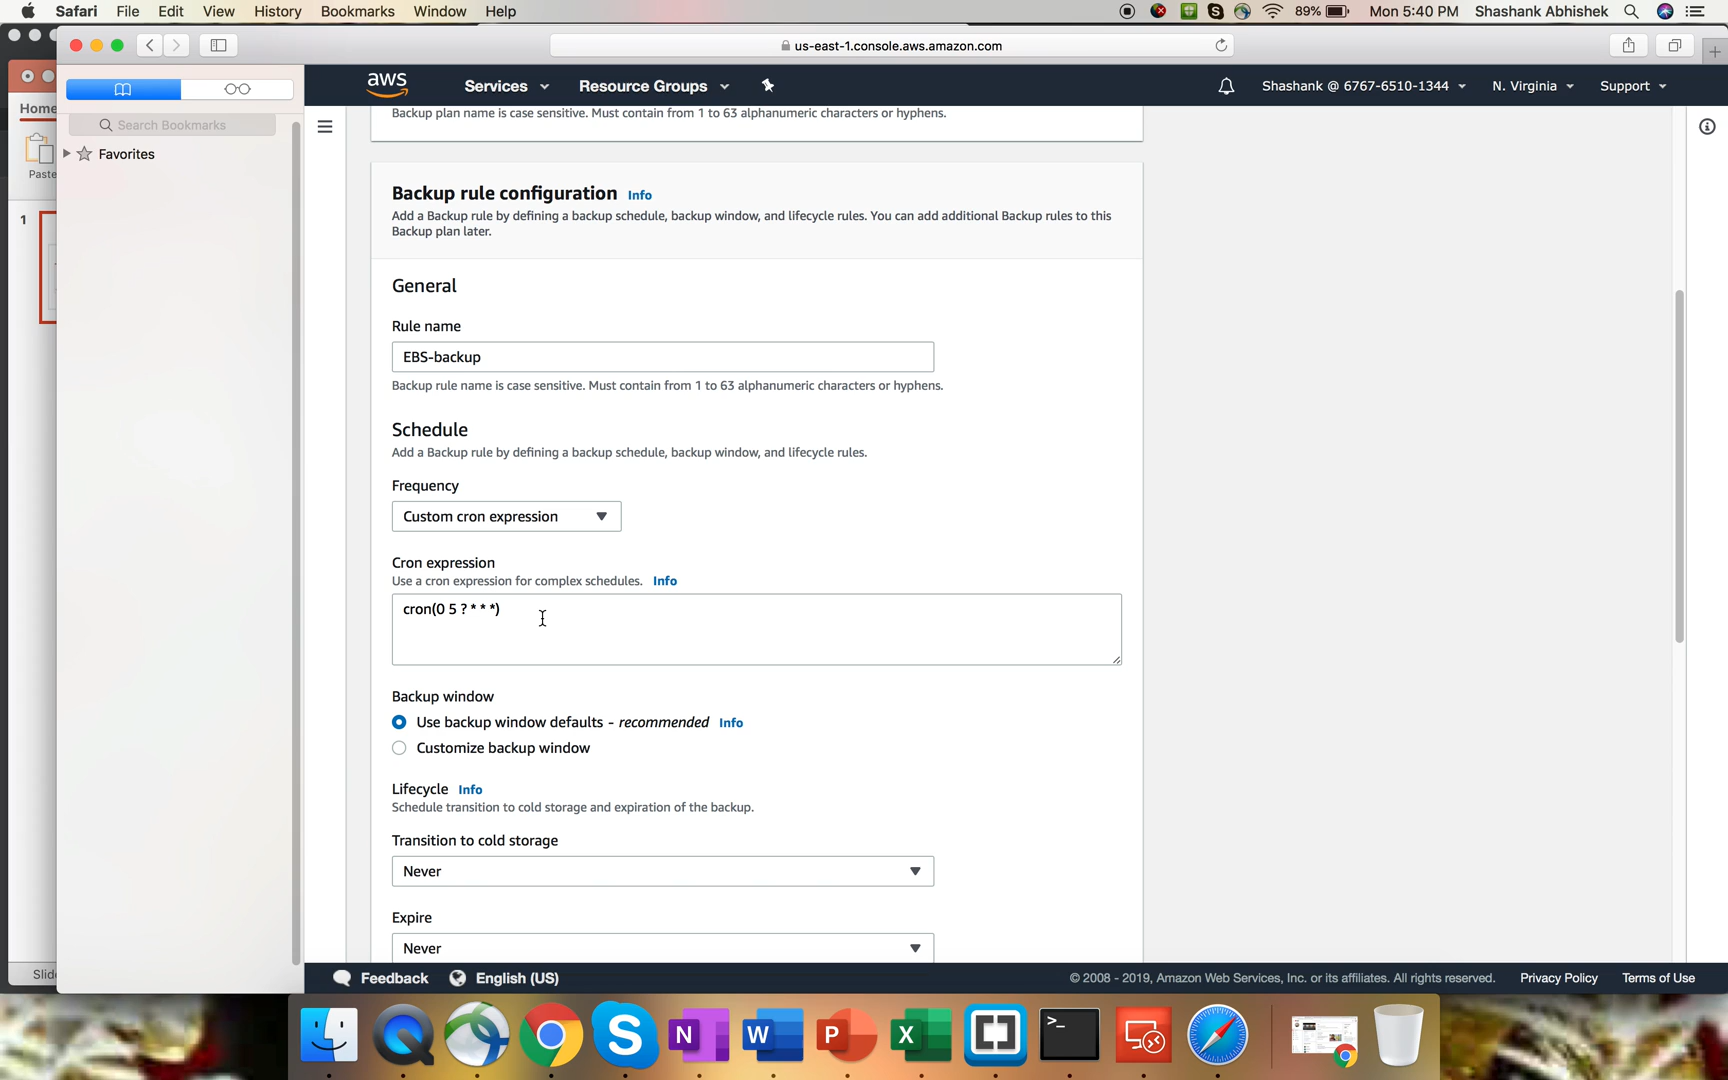 Safari File Edit View History Bookmarks Window Help
89% Mon 5:40 PM Shashank Abhishek
us-east-1.console.aws.amazon.com
Home
Paste
1
Search Bookmarks
Favorites
aws Services Resource Groups Shashank @ 6767-6510-1344 N. Virginia Support
Backup plan name is case sensitive. Must contain from 1 to 63 alphanumeric characters or hyphens.
Backup rule configuration Info
Add a Backup rule by defining a backup schedule, backup window, and lifecycle rules. You can add additional Backup rules to this
Backup plan later.
General
Rule name
EBS-backup
Backup rule name is case sensitive. Must contain from 1 to 63 alphanumeric characters or hyphens.
Schedule
Add a Backup rule by defining a backup schedule, backup window, and lifecycle rules.
Frequency
Custom cron expression
Cron expression
Use a cron expression for complex schedules. Info
cron(0 5 ? * * *)
Backup window
Use backup window defaults - recommended Info
Customize backup window
Lifecycle Info
Schedule transition to cold storage and expiration of the backup.
Transition to cold storage
Never
Expire
Never
Slid
Feedback English (US) © 2008 - 2019, Amazon Web Services, Inc. or its affiliates. All rights reserved. Privacy Policy Terms of Use
S N W P X >_